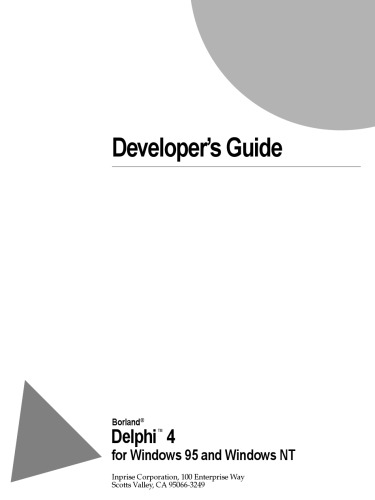 Developer's Guide
Borland®
Delphi™ 4
for Windows 95 and Windows NT
Inprise Corporation, 100 Enterprise Way
Scotts Valley, CA 95066-3249